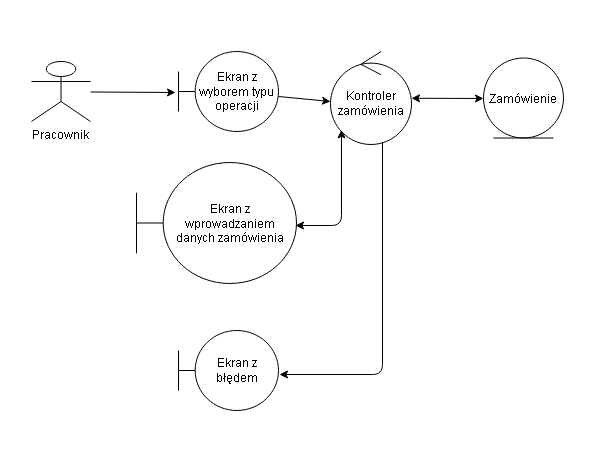 Pracownik
Ekran z
wyborem typu
operacji
Kontroler
zamówienia
Zamówienie
Ekran z
wprowadzaniem
danych zamówienia
Ekran z
błędem